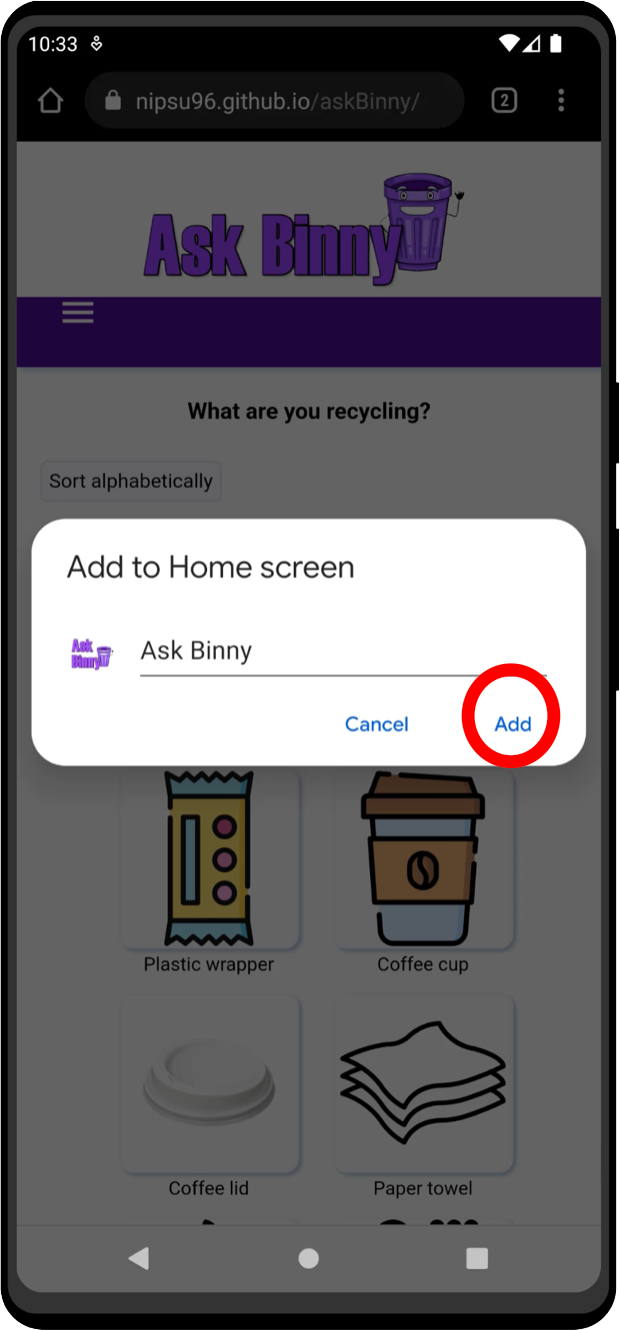 10:33
nipsu96.github.io/askBinny/
2
Ask Binny
What are you recycling?
Sort alphabetically
Add to Home screen
Ask
Binny
Ask Binny
Cancel
Add
Plastic wrapper
Coffee cup
Coffee lid
Paper towel